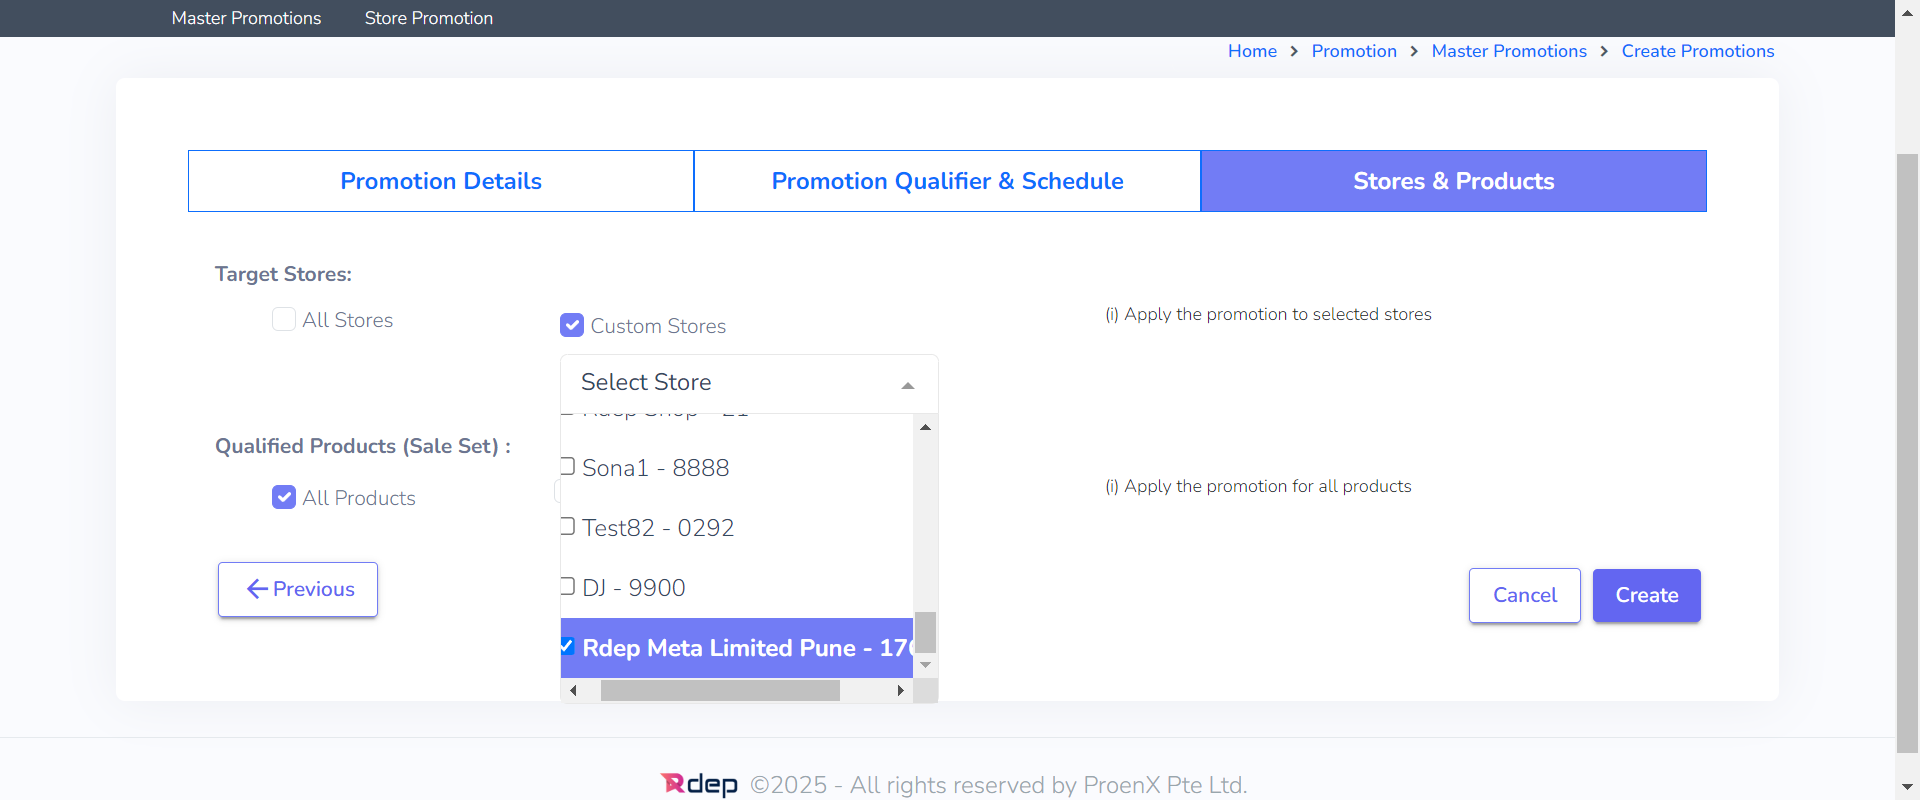 Master Promotions Store Promotion
Home > Promotion > Master Promotions > Create Promotions
Promotion Details Promotion Qualifier & Schedule Stores & Products
Target Stores:
All Stores Custom Stores (i) Apply the promotion to selected stores
Select Store
Sona1 - 8888
Qualified Products (Sale Set) :
All Products (i) Apply the promotion for all products
Test82 - 0292
DJ - 9900
Previous Cancel Create
Rdep Meta Limited Pune -
Rdep ©2025 - All rights reserved by ProenX Pte Ltd.